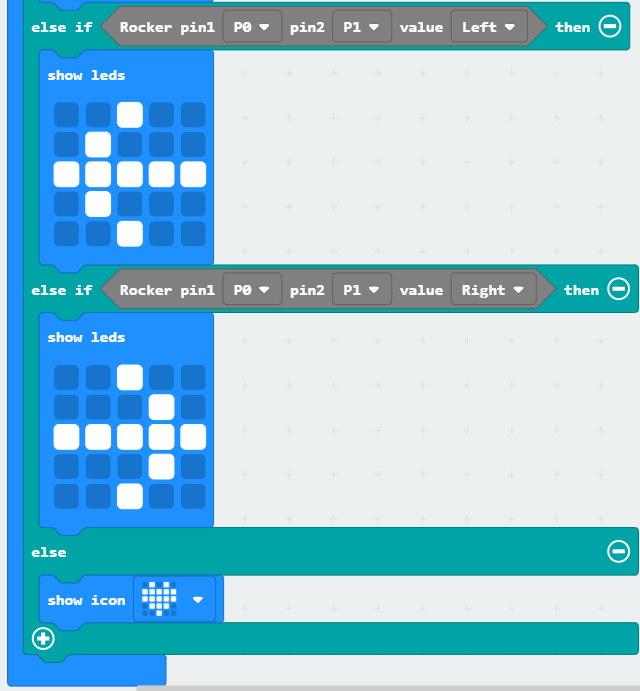 else if Rocker pin1 P0 pin2 P1 value Left then
show leds
else if Rocker pin1 P0 pin2 P1 value Right then
show leds
else
show icon